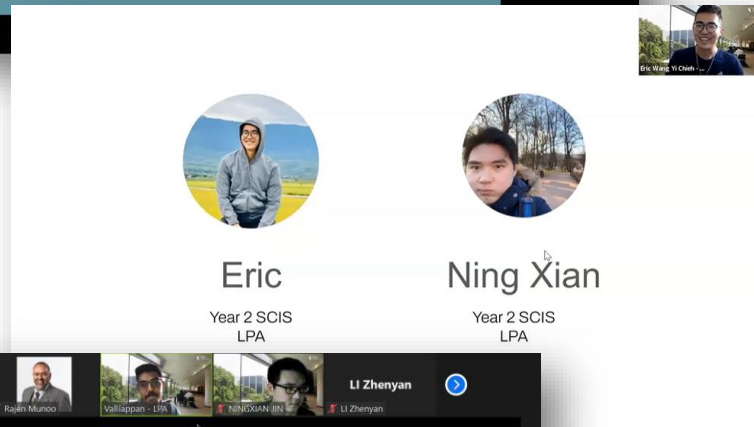 Eric Wang Yi Chieh -...
Eric
Ning Xian
Year 2 SCIS
LPA
Year 2 SCIS
LPA
Rajen Munoo
Valliappan - LPA
NINGXIAN JIN
LI Zhenyan
LI Zhenyan